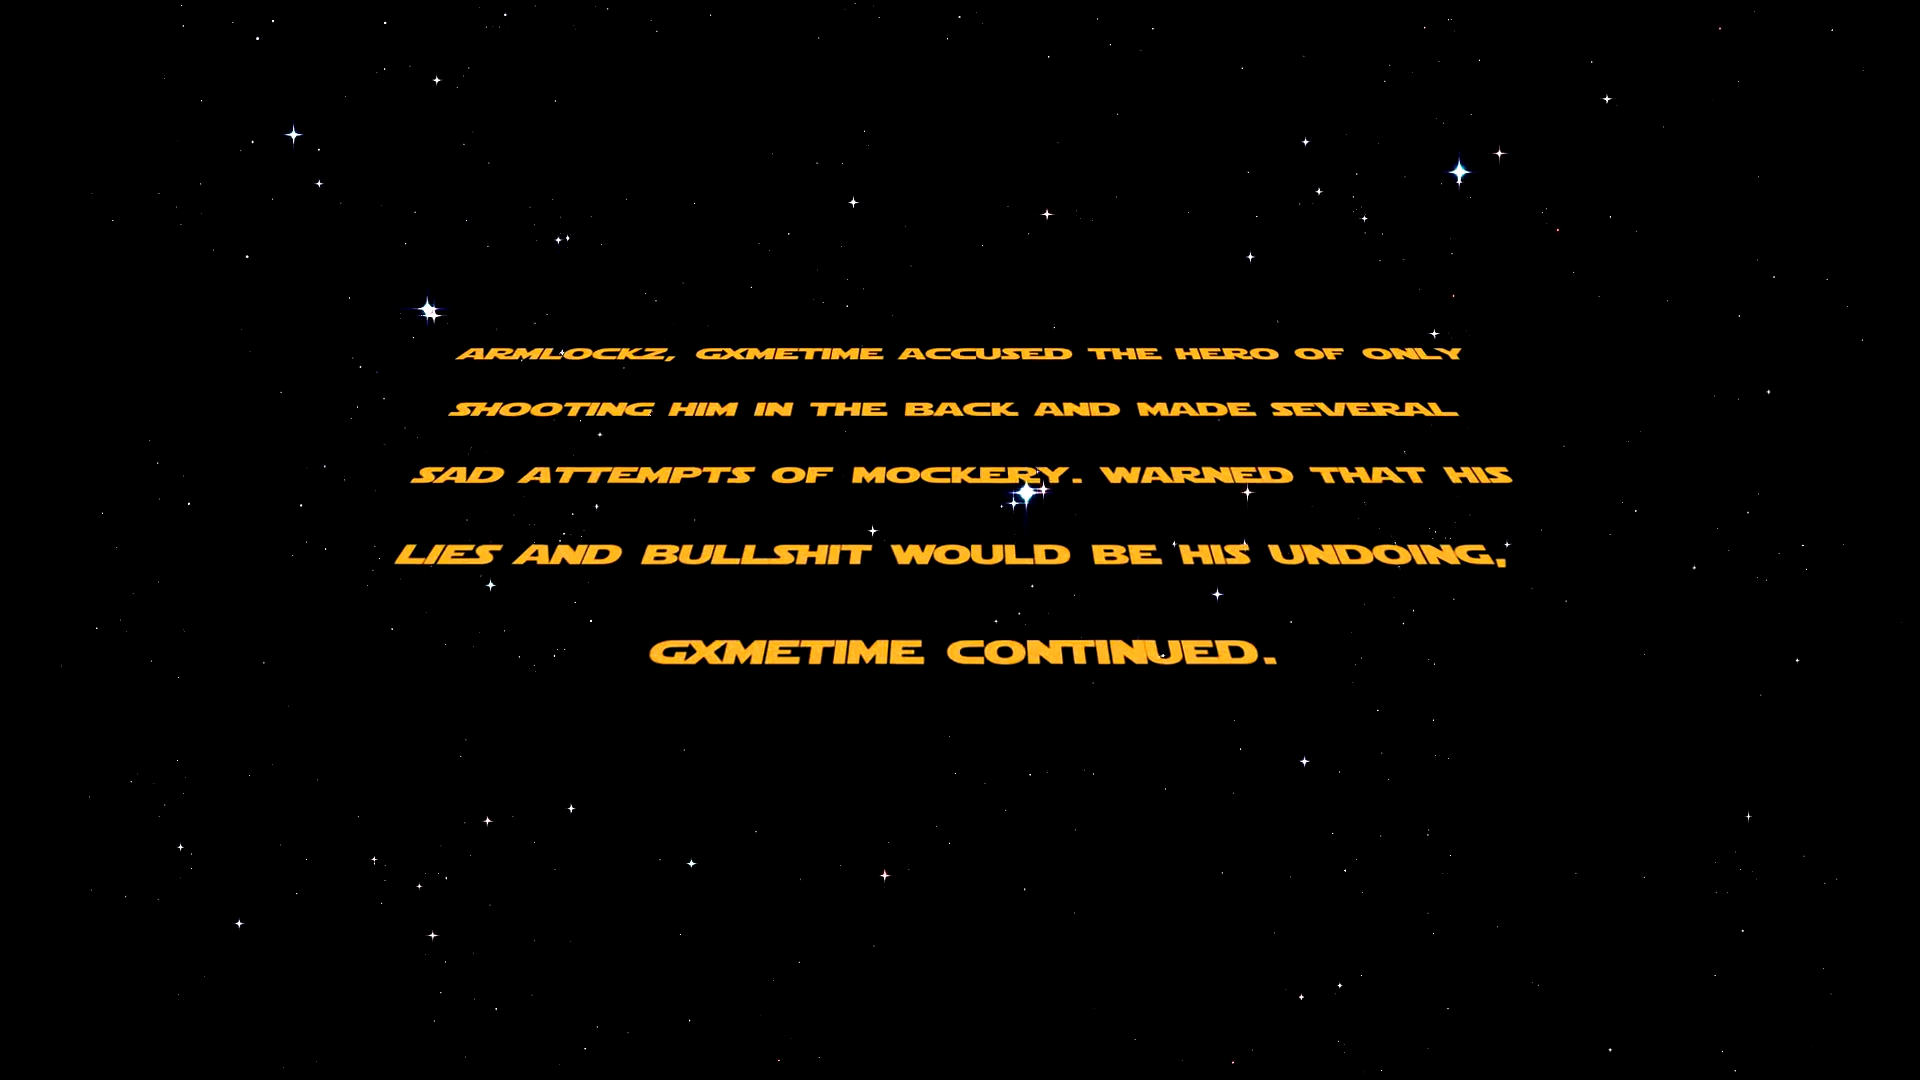 ARMLOCKZ, GXMETIME ACCUSED THE HERO OF ONLY
SHOOTING HIM IN THE BACK AND MADE SEVERAL
SAD ATTEMPTS OF MOCKERY. WARNED THAT HIS
LIES AND BULLSHIT WOULD BE HIS UNDOING,
GXMETIME CONTINUED.